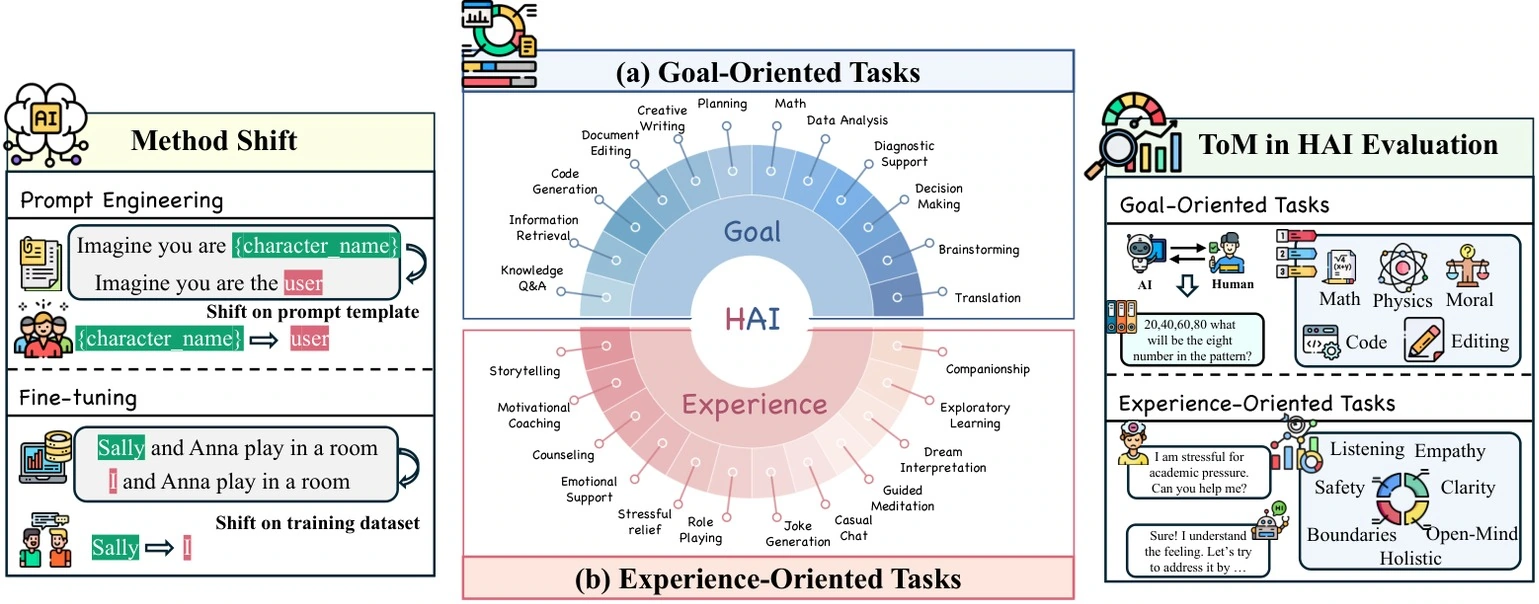 AI
Method Shift
Prompt Engineering
Imagine you are {character_name}
Imagine you are the user
Shift on prompt template
{character_name} user
Fine-tuning
Sally and Anna play in a room
I and Anna play in a room
Shift on training dataset
Sally I
(a) Goal-Oriented Tasks
Planning
Math
Creative
Writing
Data Analysis
Document
Editing
Diagnostic
Support
Code
Generation
Decision
Making
Information
Retrieval
Brainstorming
Knowledge
Q&A
Translation
Goal
HAI
Experience
Storytelling
Companionship
Motivational
Coaching
Exploratory
Learning
Counseling
Dream
Interpretation
Emotional
Support
Guided
Meditation
Stressful
relief
Role
Playing
Joke
Generation
Casual
Chat
(b) Experience-Oriented Tasks
ToM in HAI Evaluation
Goal-Oriented Tasks
AI
Human
20,40,60,80 what
will be the eight
number in the pattern?
1
2
3
√x
(x+y)
?
Math
Physics
Moral
</>
Code
Editing
Experience-Oriented Tasks
I am stressful for
academic pressure.
Can you help me?
HI
Sure! I understand
the feeling. Let's try
to address it by …
Listening
Empathy
Safety
Clarity
Boundaries
Open-Mind
Holistic